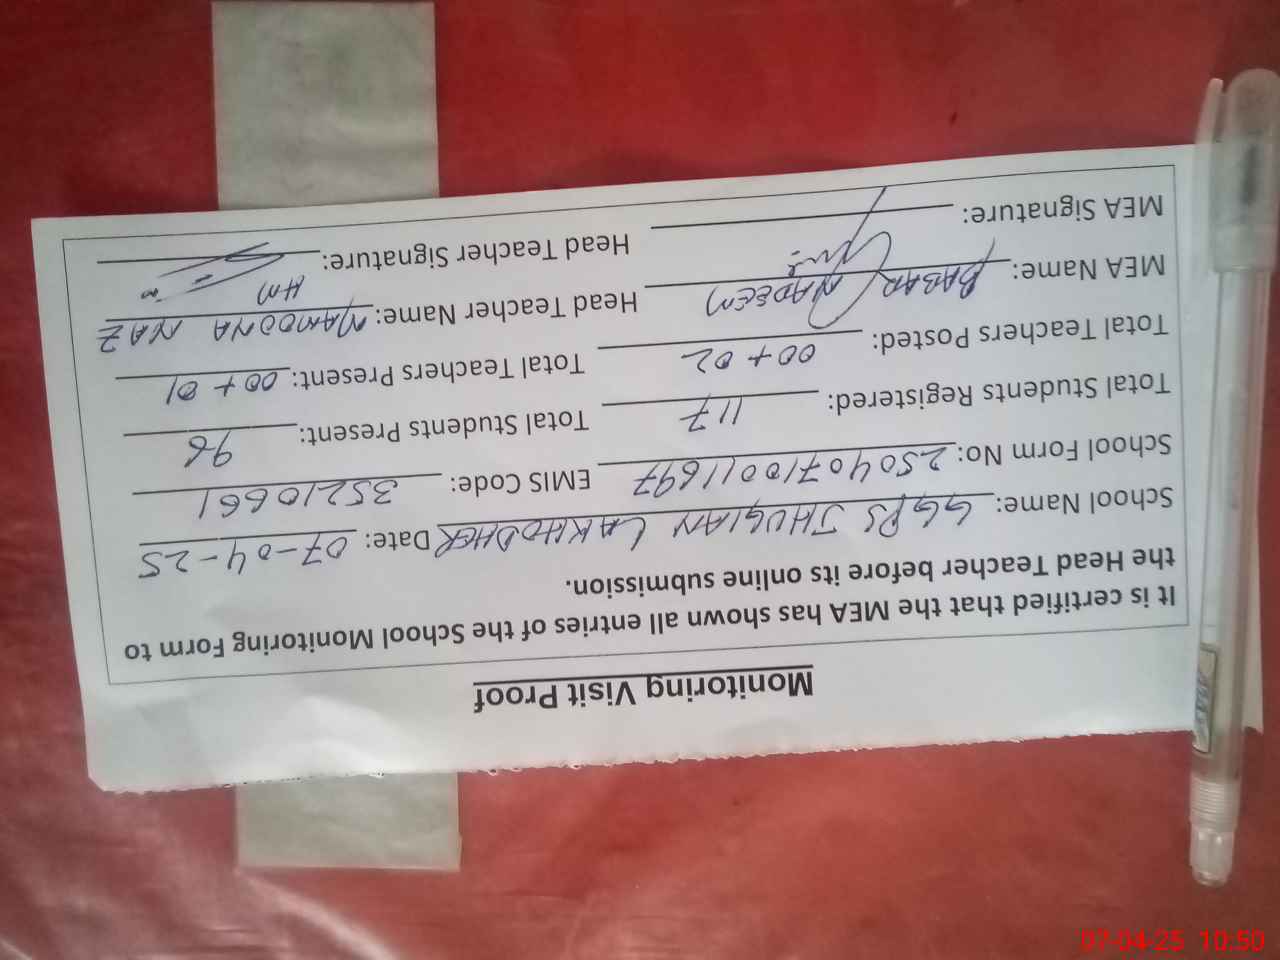 Monitoring Visit Proof
It is certified that the MEA has shown all entries of the School Monitoring Form to
the Head Teacher before its online submission.
School Name: GGPS JHUGIAN LAKHODHER Date: 07-04-25
School Form No: 25040710011697 EMIS Code: 35210661
Total Students Registered: 117 Total Students Present: 98
Total Teachers Posted: 00+02 Total Teachers Present: 00+01
MEA Name: BABAR NADEEM Head Teacher Name: MAMOONA NAZ
HM
MEA Signature: Head Teacher Signature:
07-04-25 10:50